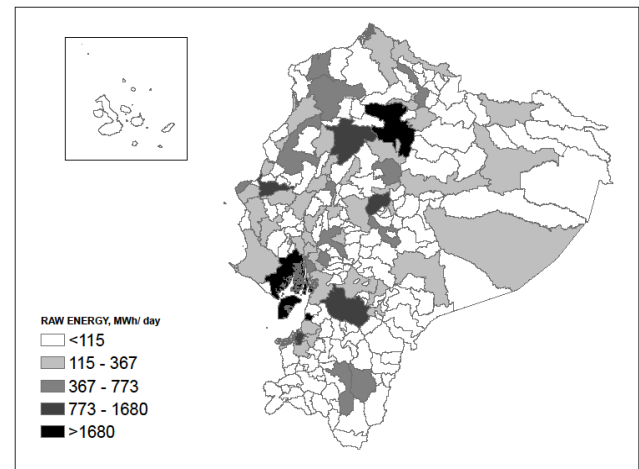 RAW ENERGY, MWh/ day
<115
115 - 367
367 - 773
773 - 1680
>1680